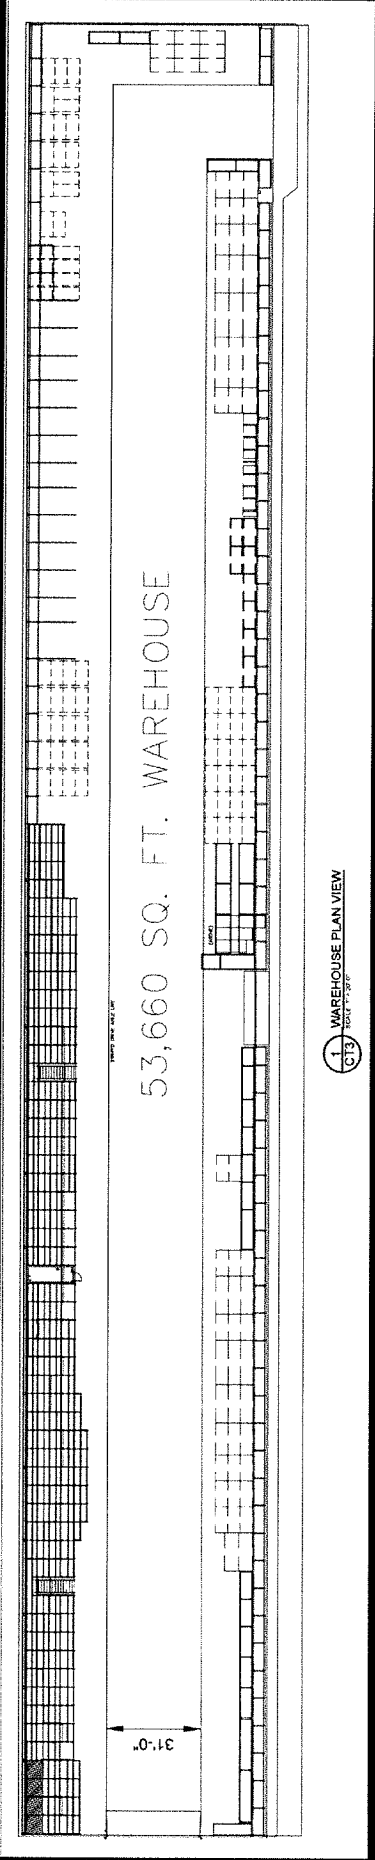 53,660 SQ. FT. WAREHOUSE
31'-0"
1
CT3
WAREHOUSE PLAN VIEW